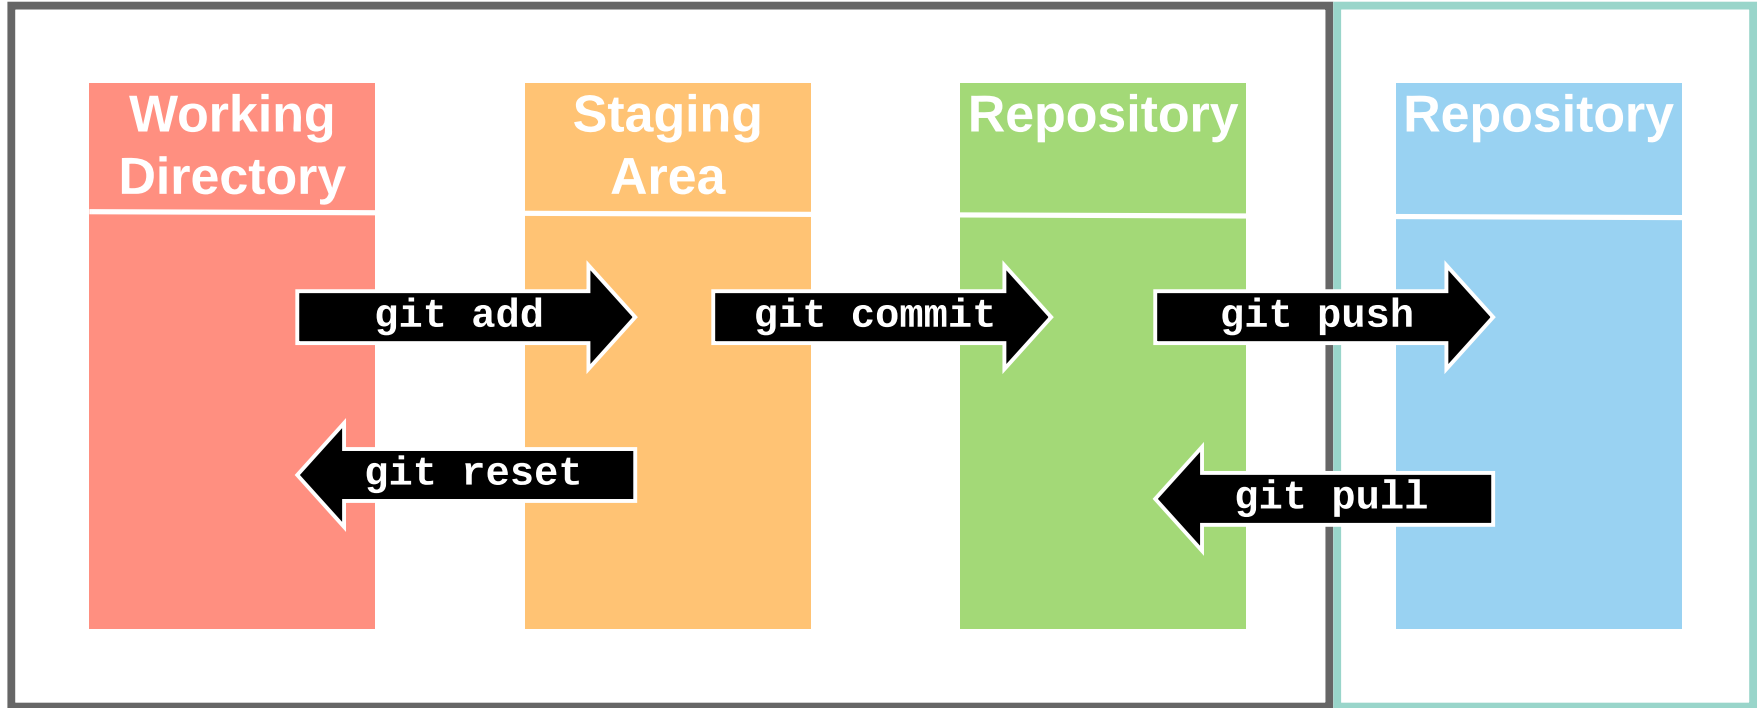 Working
Directory
Staging
Area
Repository
Repository
git add
git commit
git push
git reset
git pull